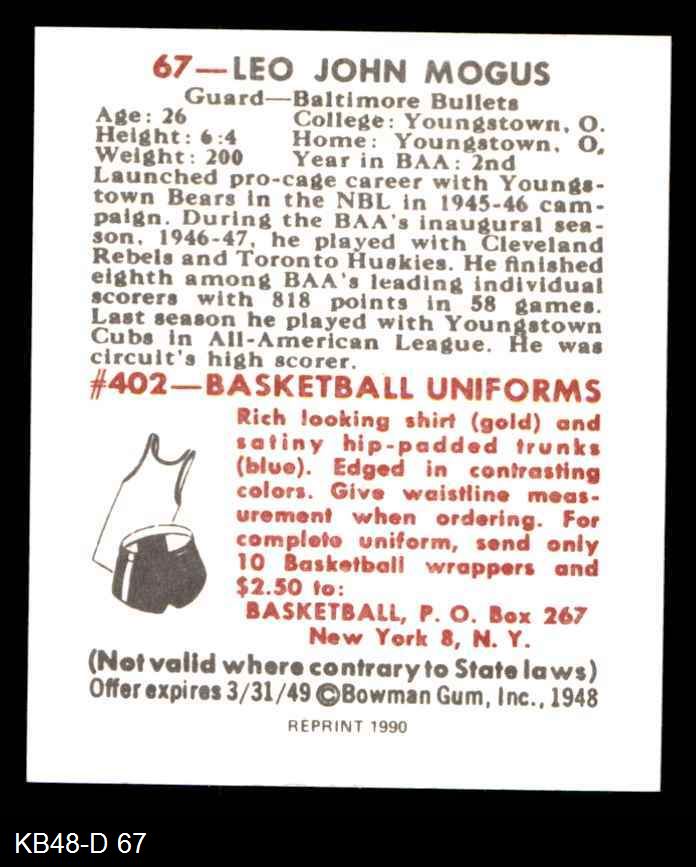 67—LEO JOHN MOGUS
Guard—Baltimore Bullets
Age: 26 College: Youngstown, O.
Height: 6:4 Home: Youngstown, O.
Weight: 200 Year in BAA: 2nd
Launched pro-cage career with Youngs-
town Bears in the NBL in 1945-46 cam-
paign. During the BAA's inaugural sea-
son, 1946-47, he played with Cleveland
Rebels and Toronto Huskies. He finished
eighth among BAA's leading individual
scorers with 818 points in 58 games.
Last season he played with Youngstown
Cubs in All-American League. He was
circuit's high scorer.
#402—BASKETBALL UNIFORMS
Rich looking shirt (gold) and
satiny hip-padded trunks
(blue). Edged in contrasting
colors. Give waistline meas-
urement when ordering. For
complete uniform, send only
10 Basketball wrappers and
$2.50 to:
BASKETBALL, P. O. Box 267
New York 8, N. Y.
(Not valid where contrary to State laws)
Offer expires 3/31/49 ©Bowman Gum, Inc., 1948
REPRINT 1990
KB48-D 67